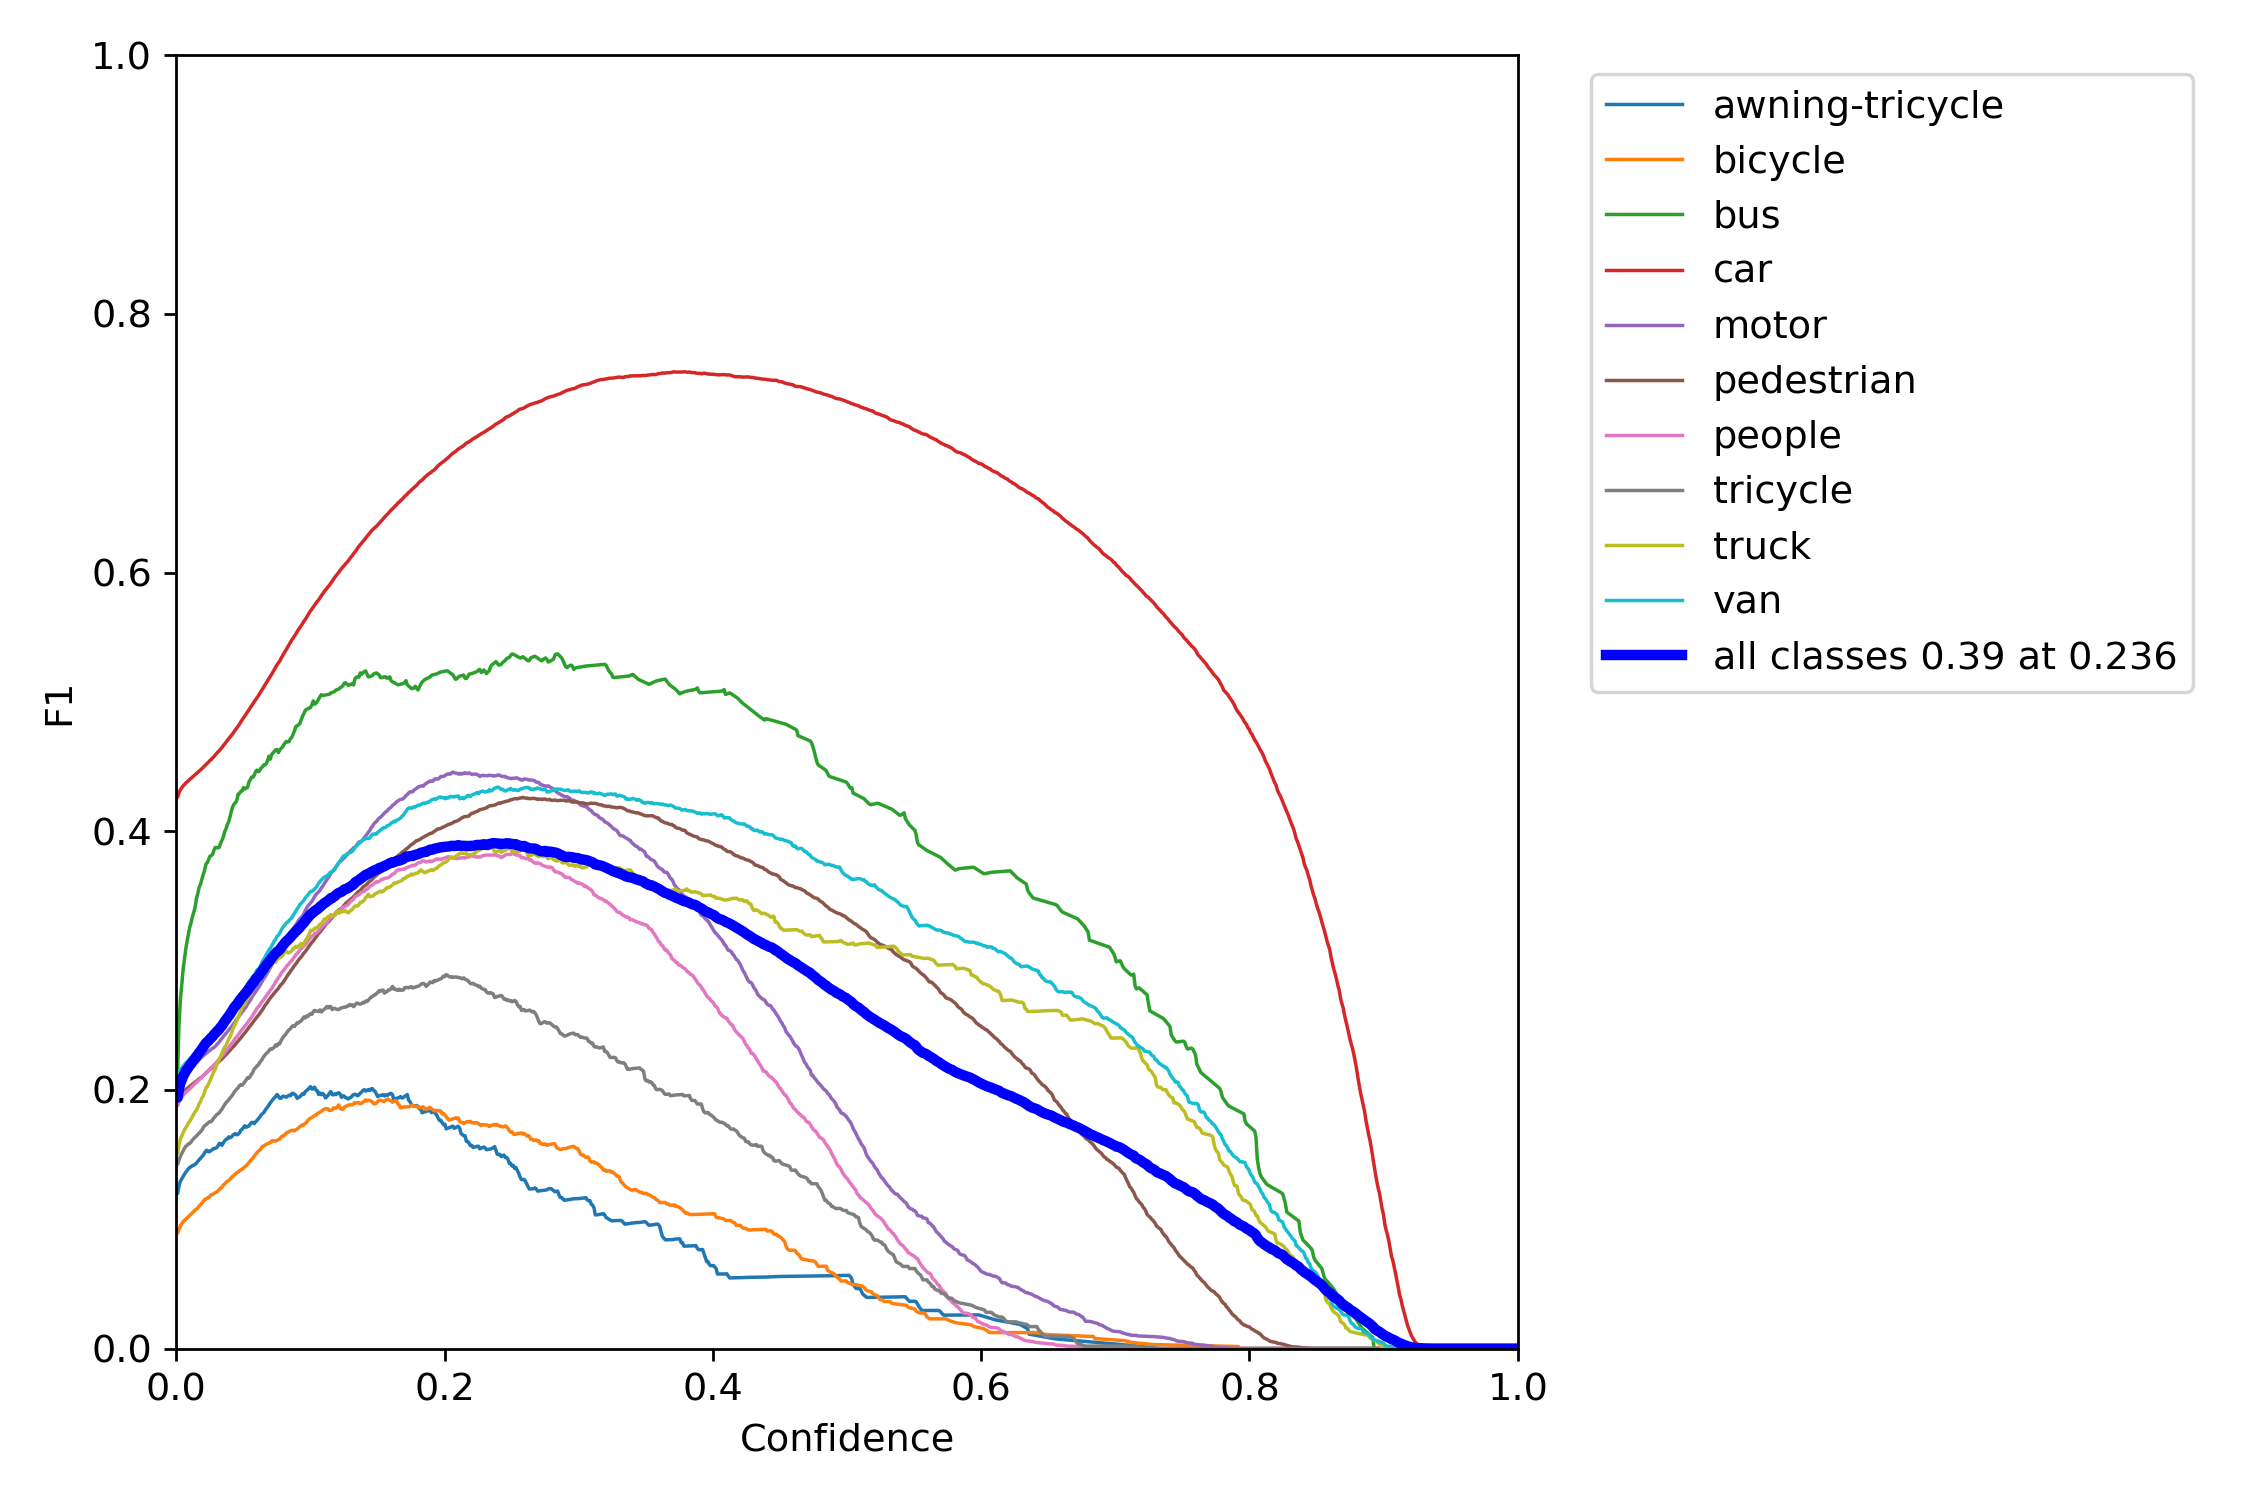 1.0
0.8
0.6
0.4
0.2
0.0
F1
0.0 0.2 0.4 0.6 0.8 1.0
Confidence
awning-tricycle
bicycle
bus
car
motor
pedestrian
people
tricycle
truck
van
all classes 0.39 at 0.236